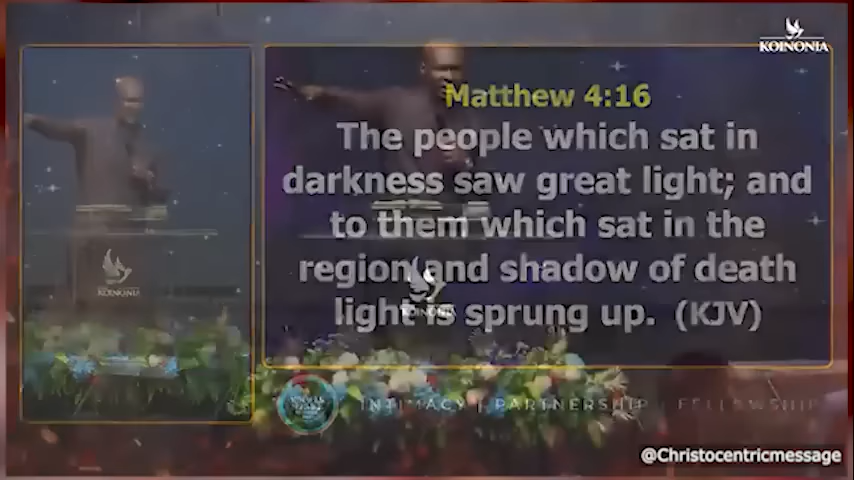 KOINONIA
Matthew 4:16
The people which sat in
darkness saw great light; and
to them which sat in the
region and shadow of death
light is sprung up. (KJV)
KOINONIA
KOINONIA
INTIMACY | PARTNERSHIP | FELLOWSHIP
@Christocentricmessage